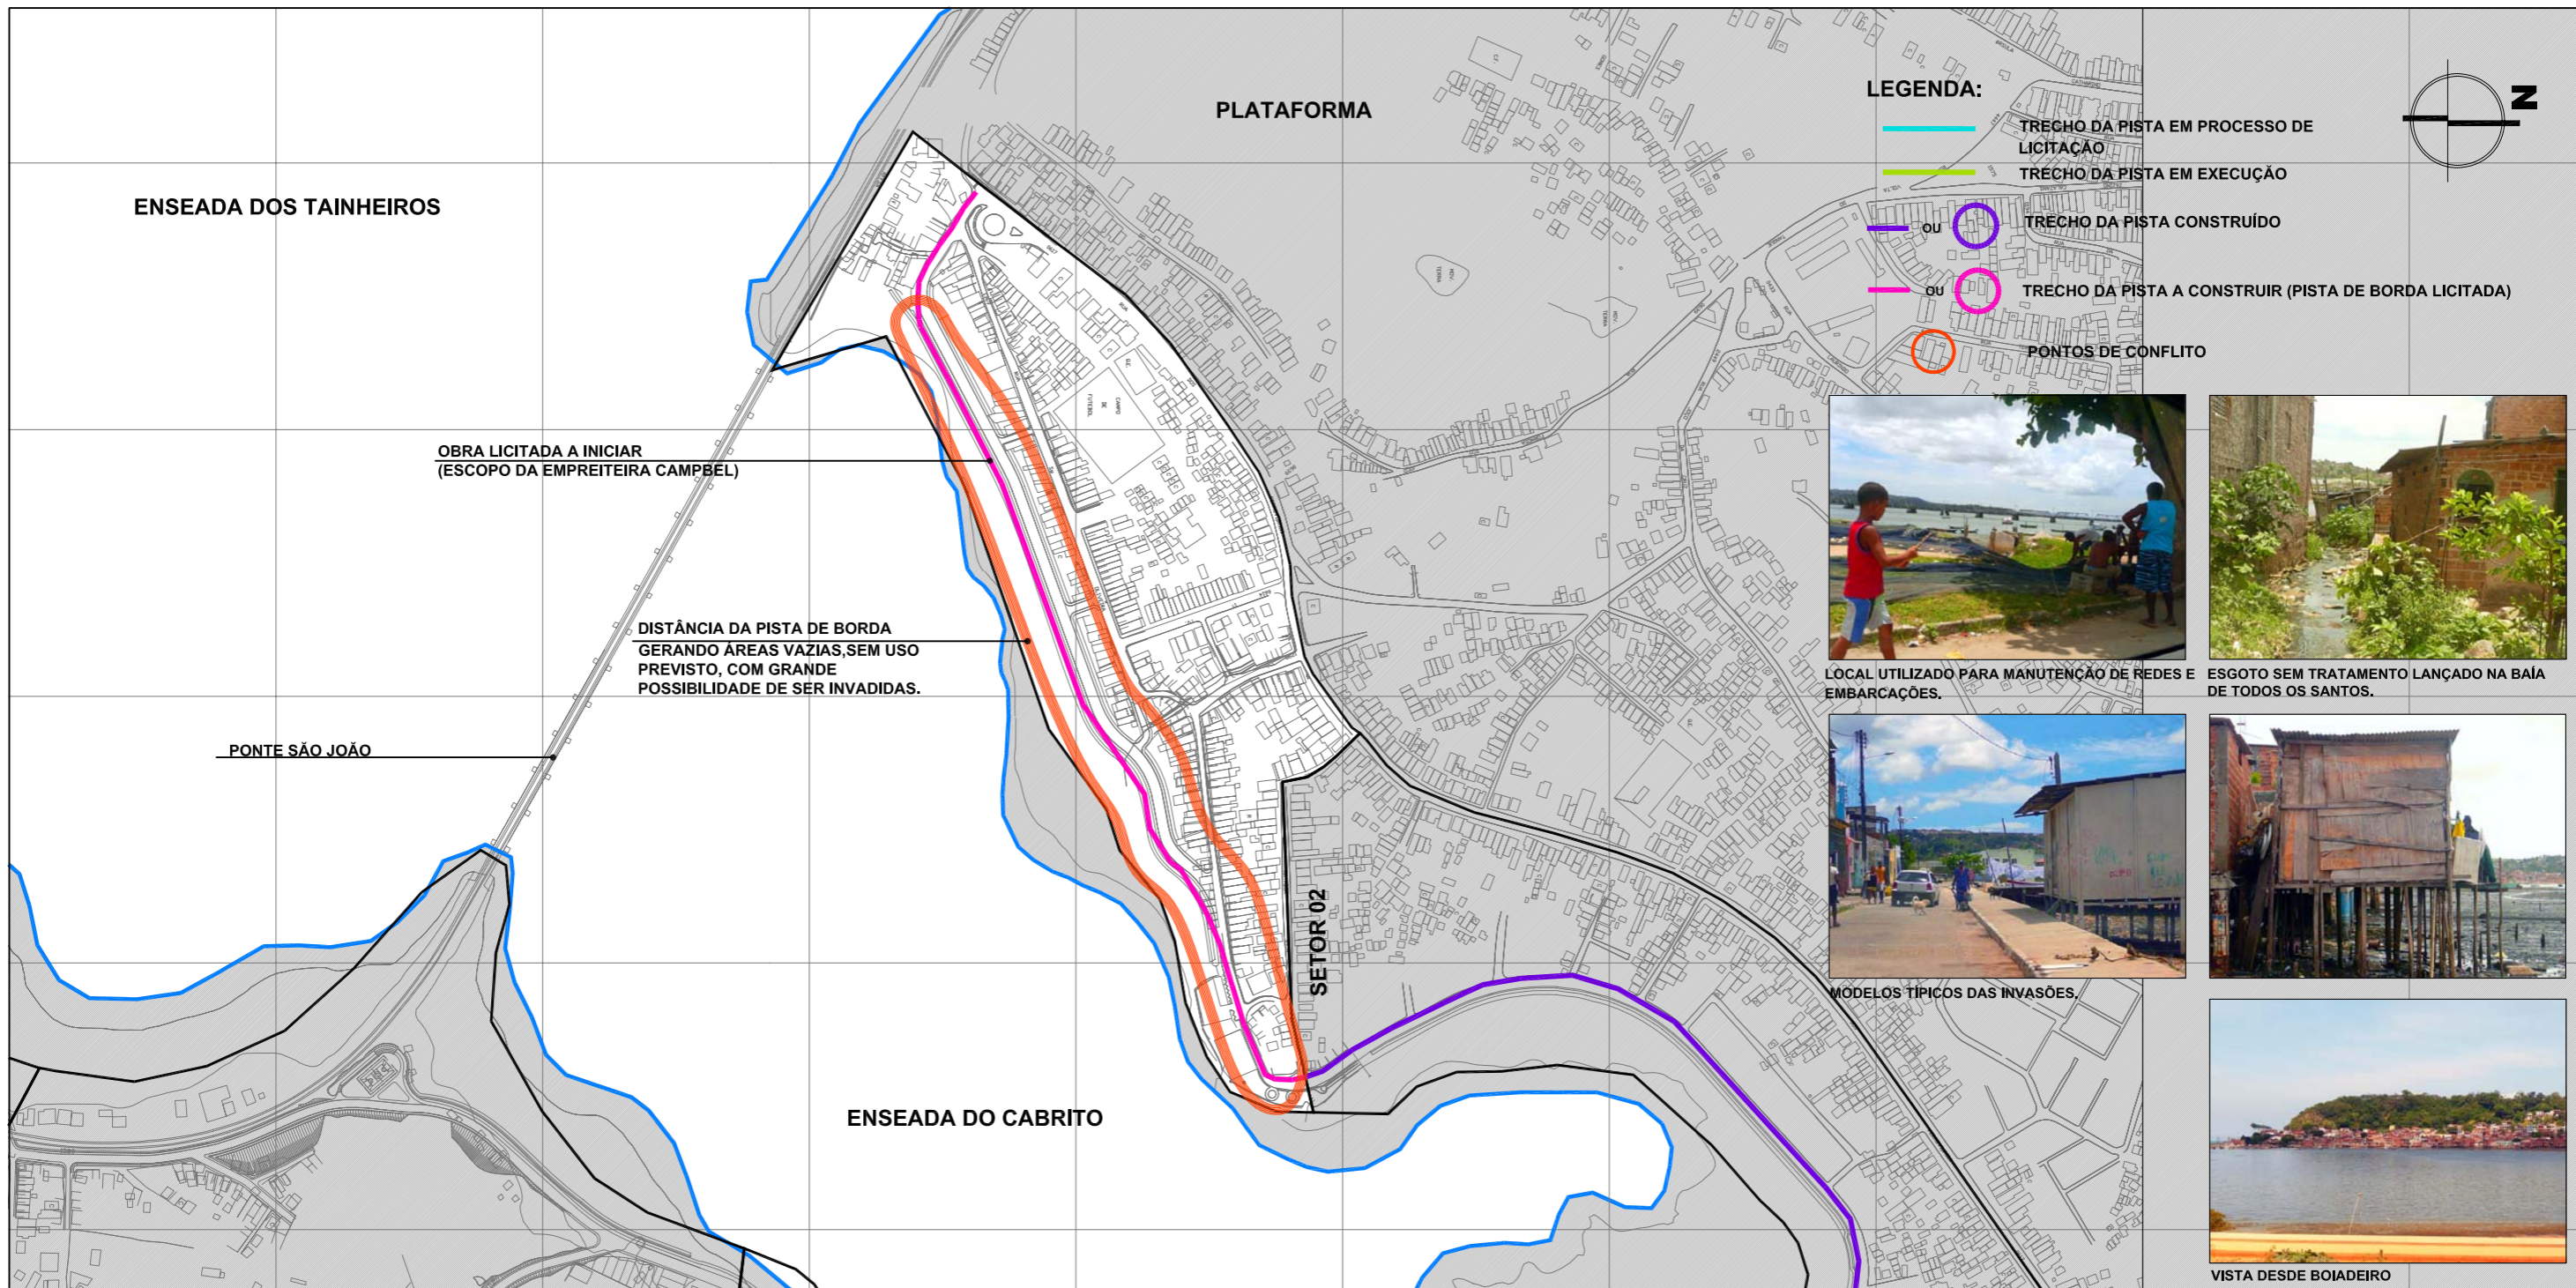 PLATAFORMA
ENSEADA DOS TAINHEIROS
LEGENDA:
TRECHO DA PISTA EM PROCESSO DE
LICITAÇÃO
TRECHO DA PISTA EM EXECUÇÃO
OU
TRECHO DA PISTA CONSTRUÍDO
OU
TRECHO DA PISTA A CONSTRUIR (PISTA DE BORDA LICITADA)
PONTOS DE CONFLITO
N
OBRA LICITADA A INICIAR
(ESCOPO DA EMPREITEIRA CAMPBEL)
DISTÂNCIA DA PISTA DE BORDA
GERANDO ÁREAS VAZIAS,SEM USO
PREVISTO, COM GRANDE
POSSIBILIDADE DE SER INVADIDAS.
PONTE SÃO JOÃO
CAMPO
DE
FUTEBOL
SETOR 02
ENSEADA DO CABRITO
LOCAL UTILIZADO PARA MANUTENÇÃO DE REDES E
EMBARCAÇÕES.
ESGOTO SEM TRATAMENTO LANÇADO NA BAÍA
DE TODOS OS SANTOS.
MODELOS TÍPICOS DAS INVASÕES.
VISTA DESDE BOIADEIRO